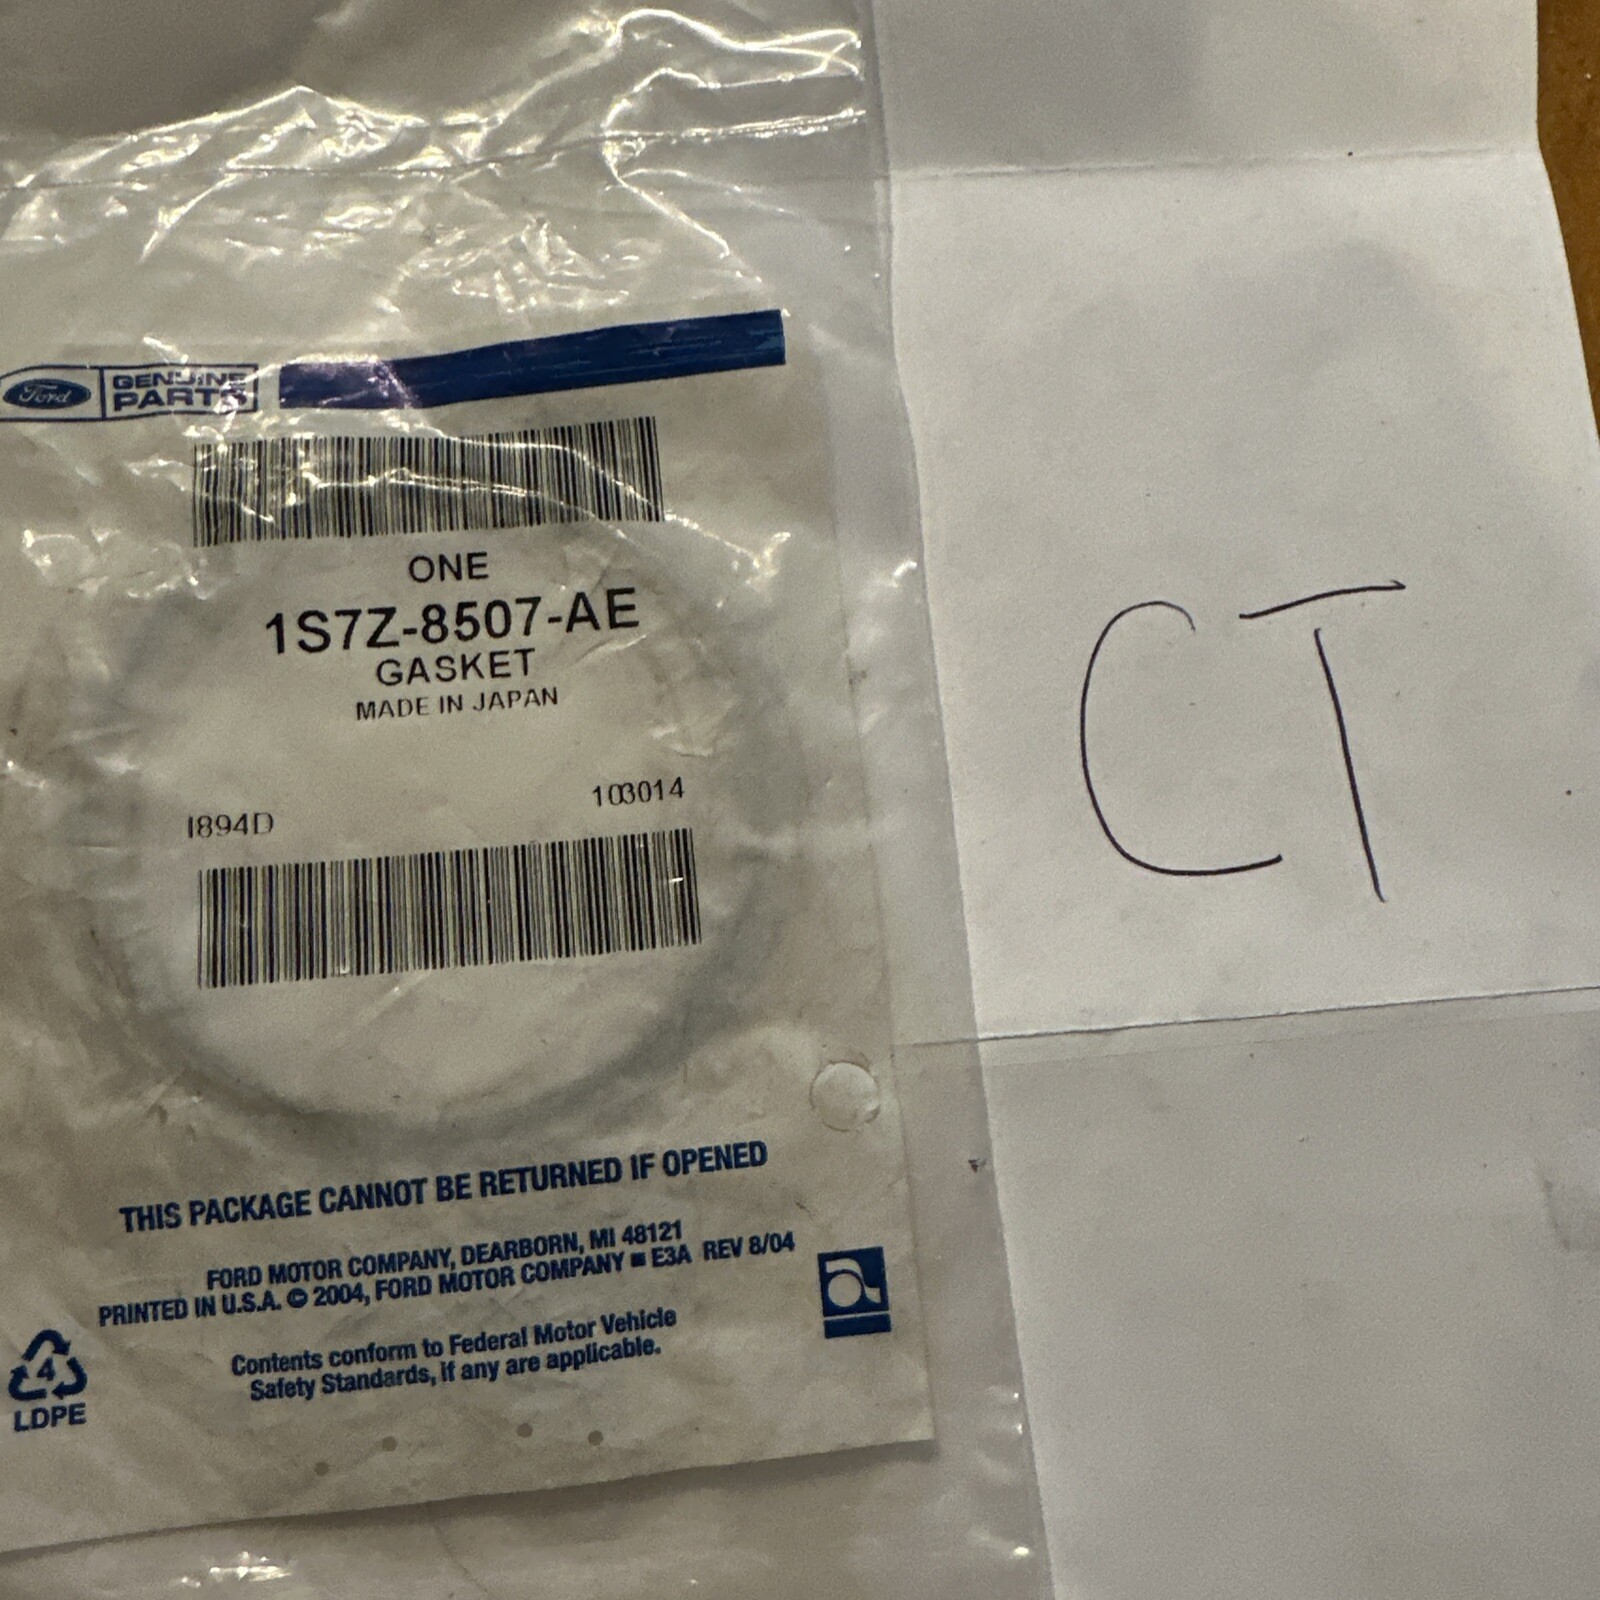 Ford GENUINE PARTS
ONE
1S7Z-8507-AE
GASKET
MADE IN JAPAN
I894D 103014
THIS PACKAGE CANNOT BE RETURNED IF OPENED
FORD MOTOR COMPANY, DEARBORN, MI 48121
PRINTED IN U.S.A. © 2004, FORD MOTOR COMPANY ■ E3A REV 8/04
Contents conform to Federal Motor Vehicle
Safety Standards, if any are applicable.
4
LDPE
CT